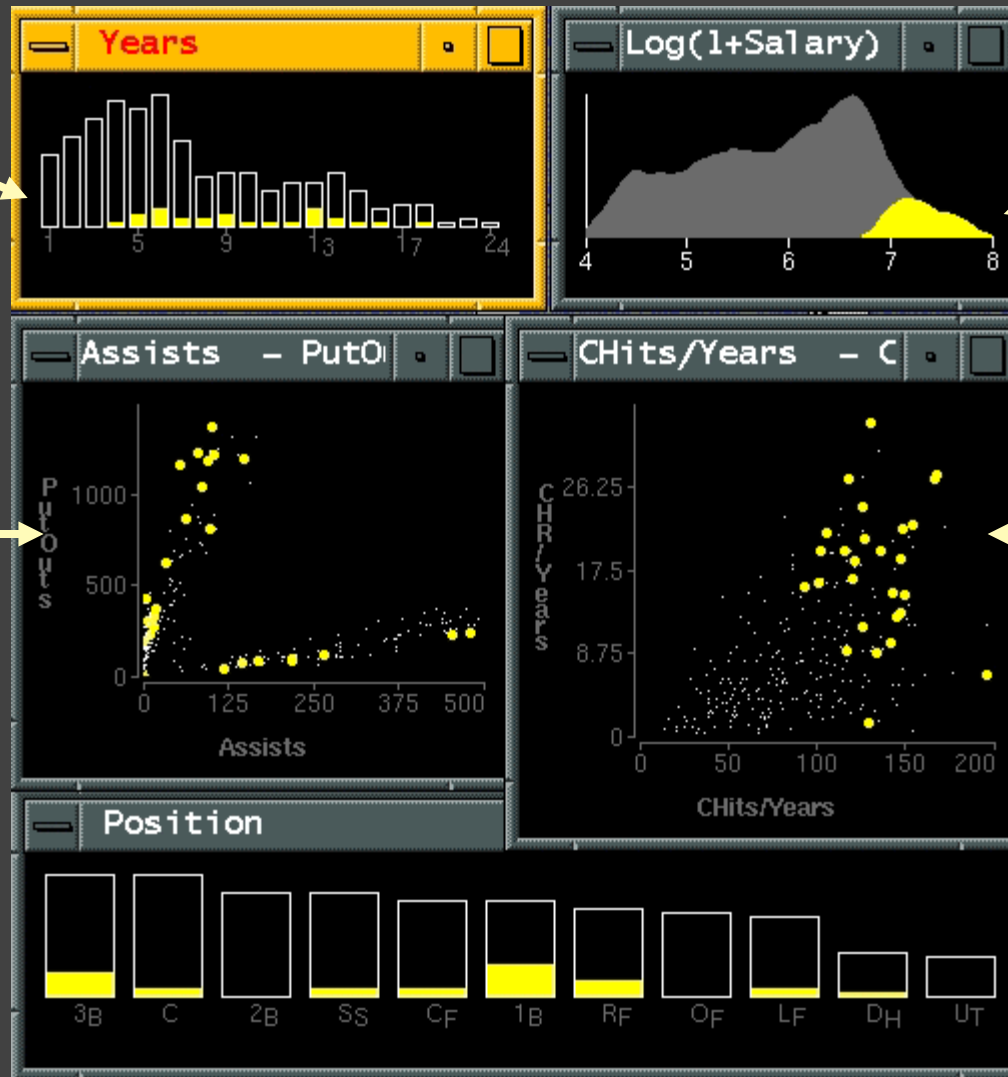 Years
1 5 9 13 17 24
Log(1+Salary)
4 5 6 7 8
Assists - PutO
PutOuts
1000
500
0
0 125 250 375 500
Assists
CHits/Years - C
CHR/Years
26.25
17.5
8.75
0
0 50 100 150 200
CHits/Years
Position
3B C 2B SS CF 1B RF OF LF DH UT